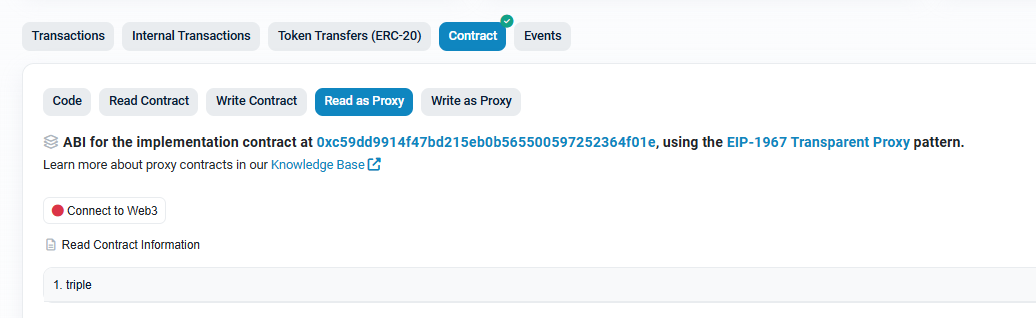 Transactions Internal Transactions Token Transfers (ERC-20) Contract Events
Code Read Contract Write Contract Read as Proxy Write as Proxy
ABI for the implementation contract at 0xc59dd9914f47bd215eb0b565500597252364f01e, using the EIP-1967 Transparent Proxy pattern.
Learn more about proxy contracts in our Knowledge Base
Connect to Web3
Read Contract Information
1. triple